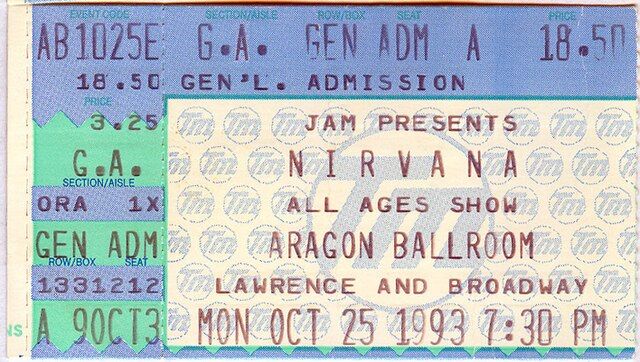 EVENT CODE SECTION/AISLE ROW/BOX SEAT PRICE
AB1025E G.A. GEN ADM A 18.50
18.50 GEN'L. ADMISSION
PRICE
3.25 JAM PRESENTS
G.A. NIRVANA
SECTION/AISLE
ORA 1X ALL AGES SHOW
GEN ADM ARAGON BALLROOM
ROW/BOX SEAT
1331212 LAWRENCE AND BROADWAY
A 9OCT3 MON OCT 25 1993 7:30 PM